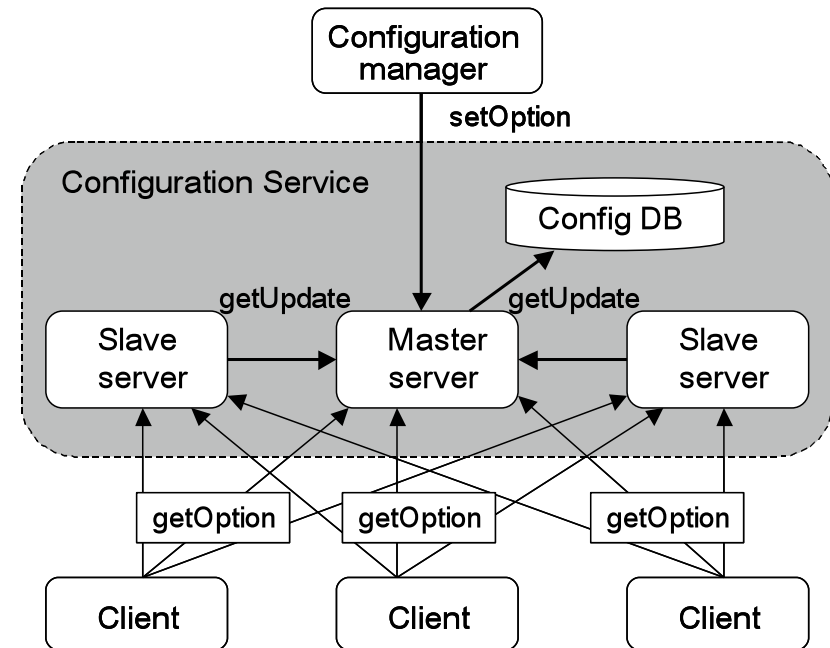 Configuration
manager
setOption
Configuration Service
Config DB
getUpdate
getUpdate
Slave
server
Master
server
Slave
server
getOption
getOption
getOption
Client
Client
Client